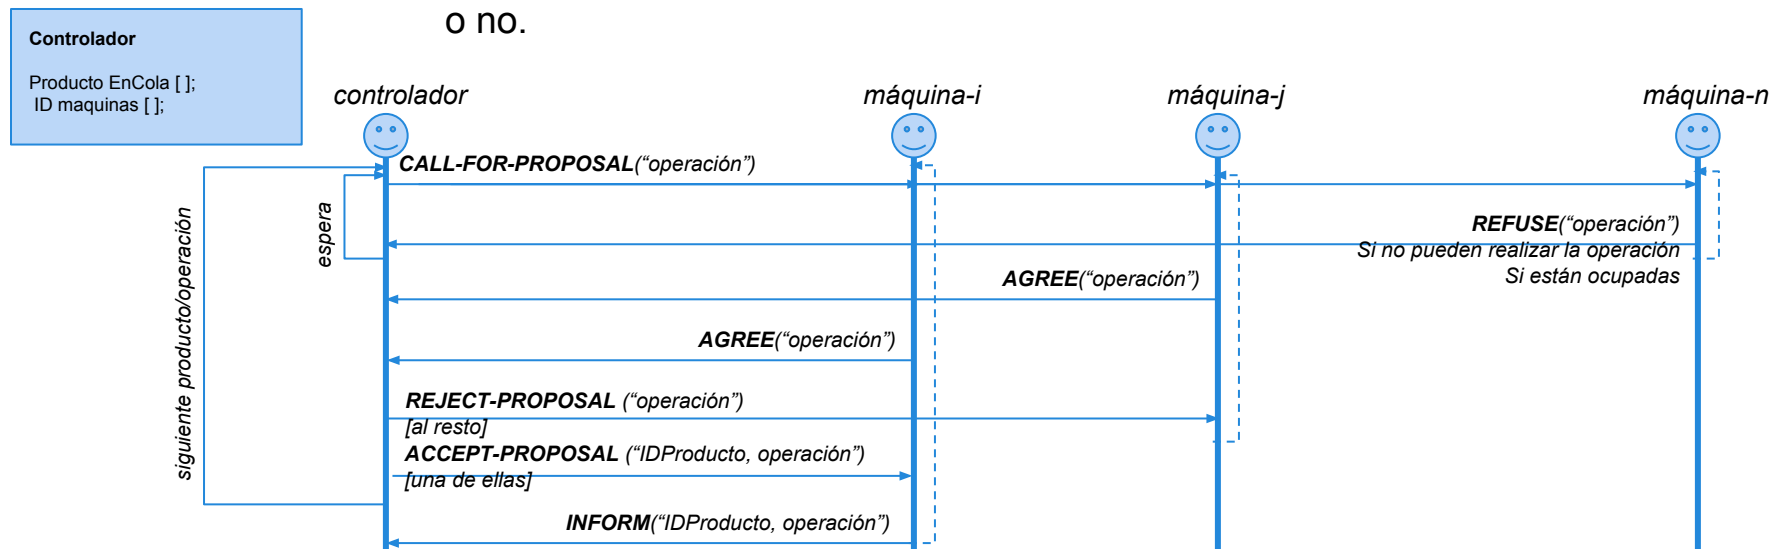 o no.
Controlador
Producto EnCola [ ];
ID maquinas [ ];
controlador
máquina-i
máquina-j
máquina-n
CALL-FOR-PROPOSAL(“operación”)
siguiente producto/operación
espera
REFUSE(“operación”)
Si no pueden realizar la operación
Si están ocupadas
AGREE(“operación”)
AGREE(“operación”)
REJECT-PROPOSAL (“operación”)
[al resto]
ACCEPT-PROPOSAL (“IDProducto, operación”)
[una de ellas]
INFORM(“IDProducto, operación”)